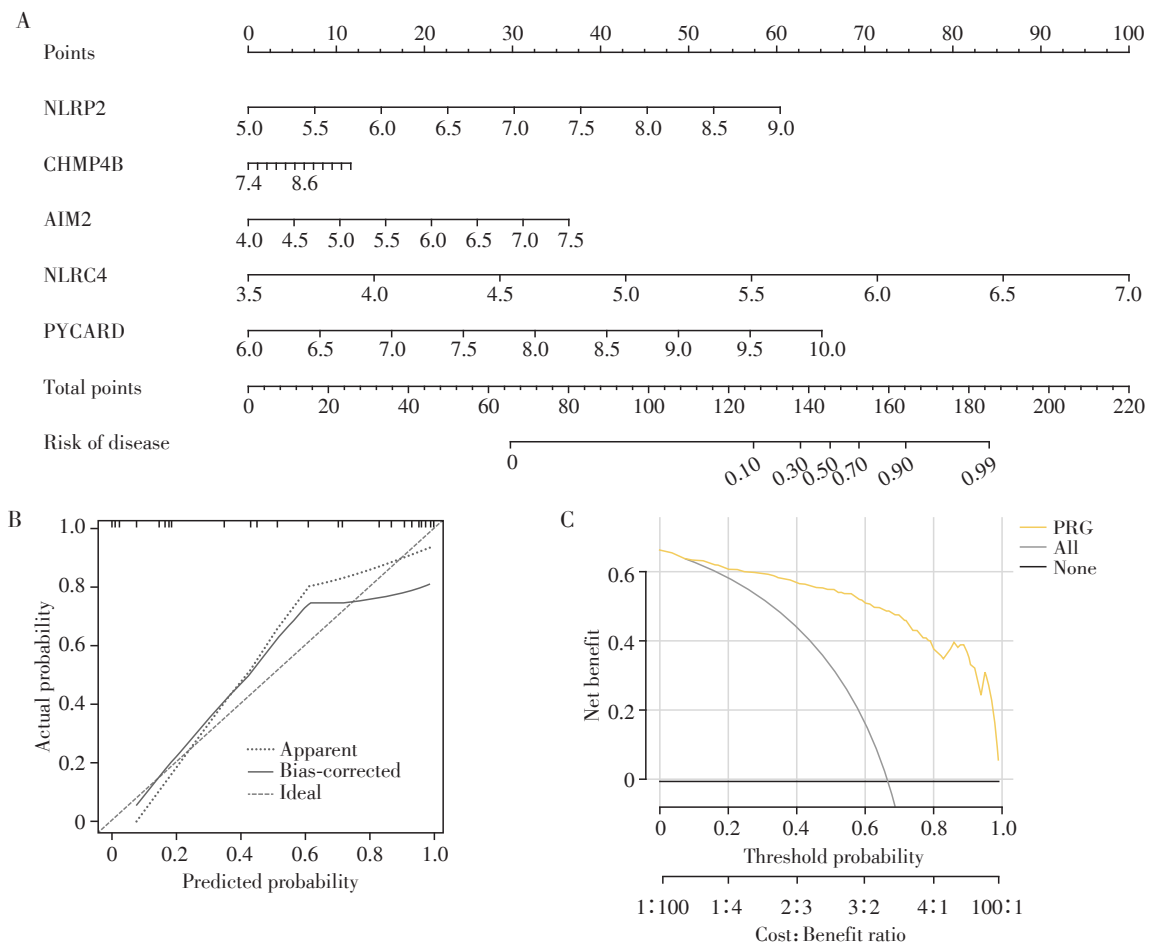 A
0 10 20 30 40 50 60 70 80 90 100
Points
NLRP2
5.0 5.5 6.0 6.5 7.0 7.5 8.0 8.5 9.0
CHMP4B
7.4 8.6
AIM2
4.0 4.5 5.0 5.5 6.0 6.5 7.0 7.5
NLRC4
3.5 4.0 4.5 5.0 5.5 6.0 6.5 7.0
PYCARD
6.0 6.5 7.0 7.5 8.0 8.5 9.0 9.5 10.0
Total points
0 20 40 60 80 100 120 140 160 180 200 220
Risk of disease
0 0.10 0.30 0.50 0.70 0.90 0.99
B
1.0
0.8
0.6
0.4
0.2
0
Actual probability
Apparent
Bias-corrected
Ideal
0 0.2 0.4 0.6 0.8 1.0
Predicted probability
C
PRG
All
None
0.6
0.4
0.2
0
Net benefit
0 0.2 0.4 0.6 0.8 1.0
Threshold probability
1:100 1:4 2:3 3:2 4:1 100:1
Cost: Benefit ratio